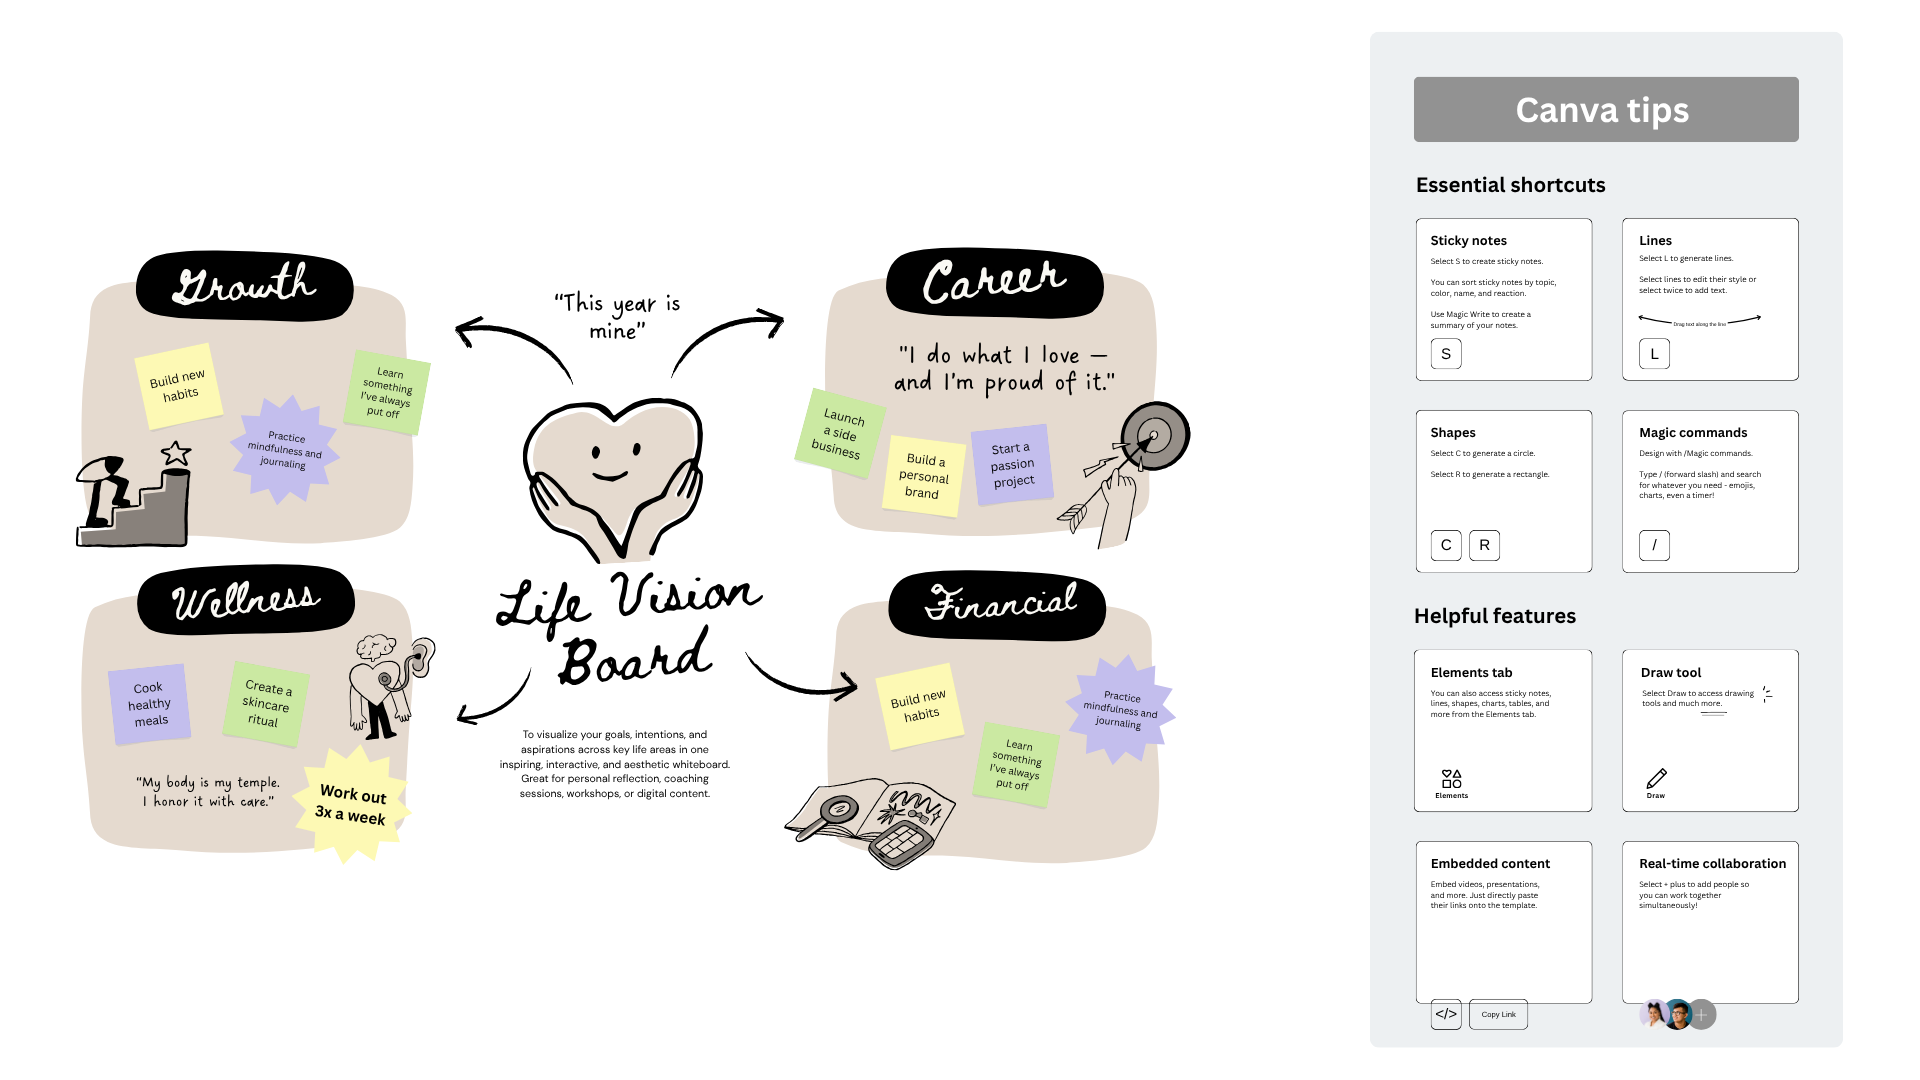 Growth
Build new
habits
Practice
mindfulness and
journaling
Learn
something
I've always
put off
"This year is
mine"
Career
"I do what I love —
and I'm proud of it."
Launch
a side
business
Build a
personal
brand
Start a
passion
project
Life Vision
Board
To visualize your goals, intentions, and
aspirations across key life areas in one
inspiring, interactive, and aesthetic whiteboard.
Great for personal reflection, coaching
sessions, workshops, or digital content.
Wellness
Cook
healthy
meals
Create a
skincare
ritual
"My body is my temple.
I honor it with care."
Work out
3x a week
Financial
Build new
habits
Learn
something
I've always
put off
Practice
mindfulness and
journaling
Canva tips
Essential shortcuts
Sticky notes
Select S to create sticky notes.
You can sort sticky notes by topic,
color, name, and reaction.
Use Magic Write to create a
summary of your notes.
S
Lines
Select L to generate lines.
Select lines to edit their style or
select twice to add text.
Drag text along the line
L
Shapes
Select C to generate a circle.
Select R to generate a rectangle.
C R
Magic commands
Design with /Magic commands.
Type / (forward slash) and search
for whatever you need - emojis,
charts, even a timer!
/
Helpful features
Elements tab
You can also access sticky notes,
lines, shapes, charts, tables, and
more from the Elements tab.
Elements
Draw tool
Select Draw to access drawing
tools and much more.
Draw
Embedded content
Embed videos, presentations,
and more. Just directly paste
their links onto the template.
</> Copy Link
Real-time collaboration
Select + plus to add people so
you can work together
simultaneously!